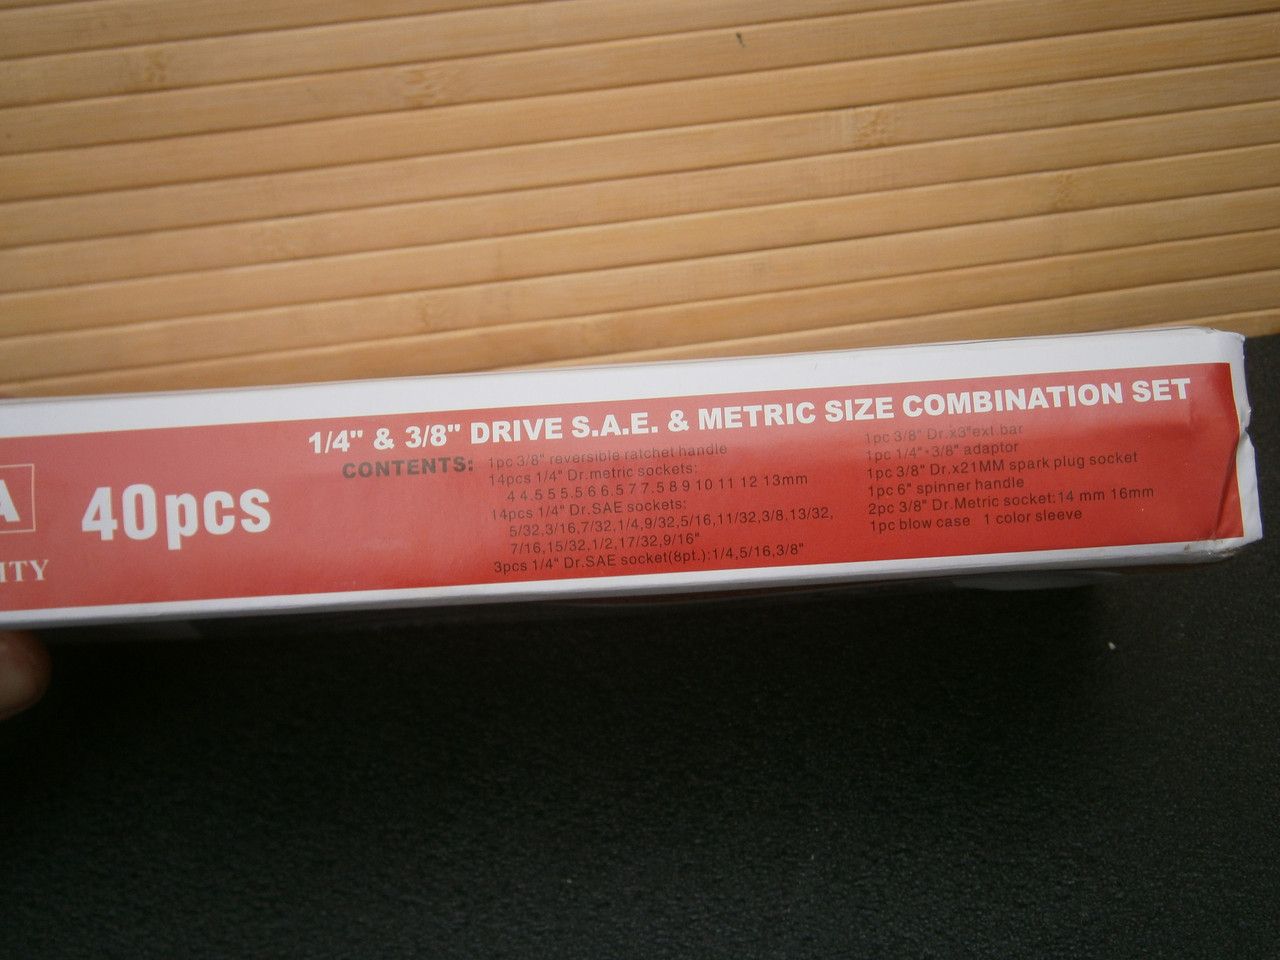 1/4" & 3/8" DRIVE S.A.E. & METRIC SIZE COMBINATION SET
A
ITY
40pcs
CONTENTS:
1pc 3/8" reversible ratchet handle
14pcs 1/4" Dr.metric sockets:
4 4.5 5 5.5 6 6.5 7 7.5 8 9 10 11 12 13mm
14pcs 1/4" Dr.SAE sockets:
5/32,3/16,7/32,1/4,9/32,5/16,11/32,3/8,13/32,
7/16,15/32,1/2,17/32,9/16"
3pcs 1/4" Dr.SAE socket(8pt.):1/4,5/16,3/8"
1pc 3/8" Dr.x3"ext.bar
1pc 1/4"-3/8" adaptor
1pc 3/8" Dr.x21MM spark plug socket
1pc 6" spinner handle
2pc 3/8" Dr.Metric socket:14 mm 16mm
1pc blow case 1 color sleeve